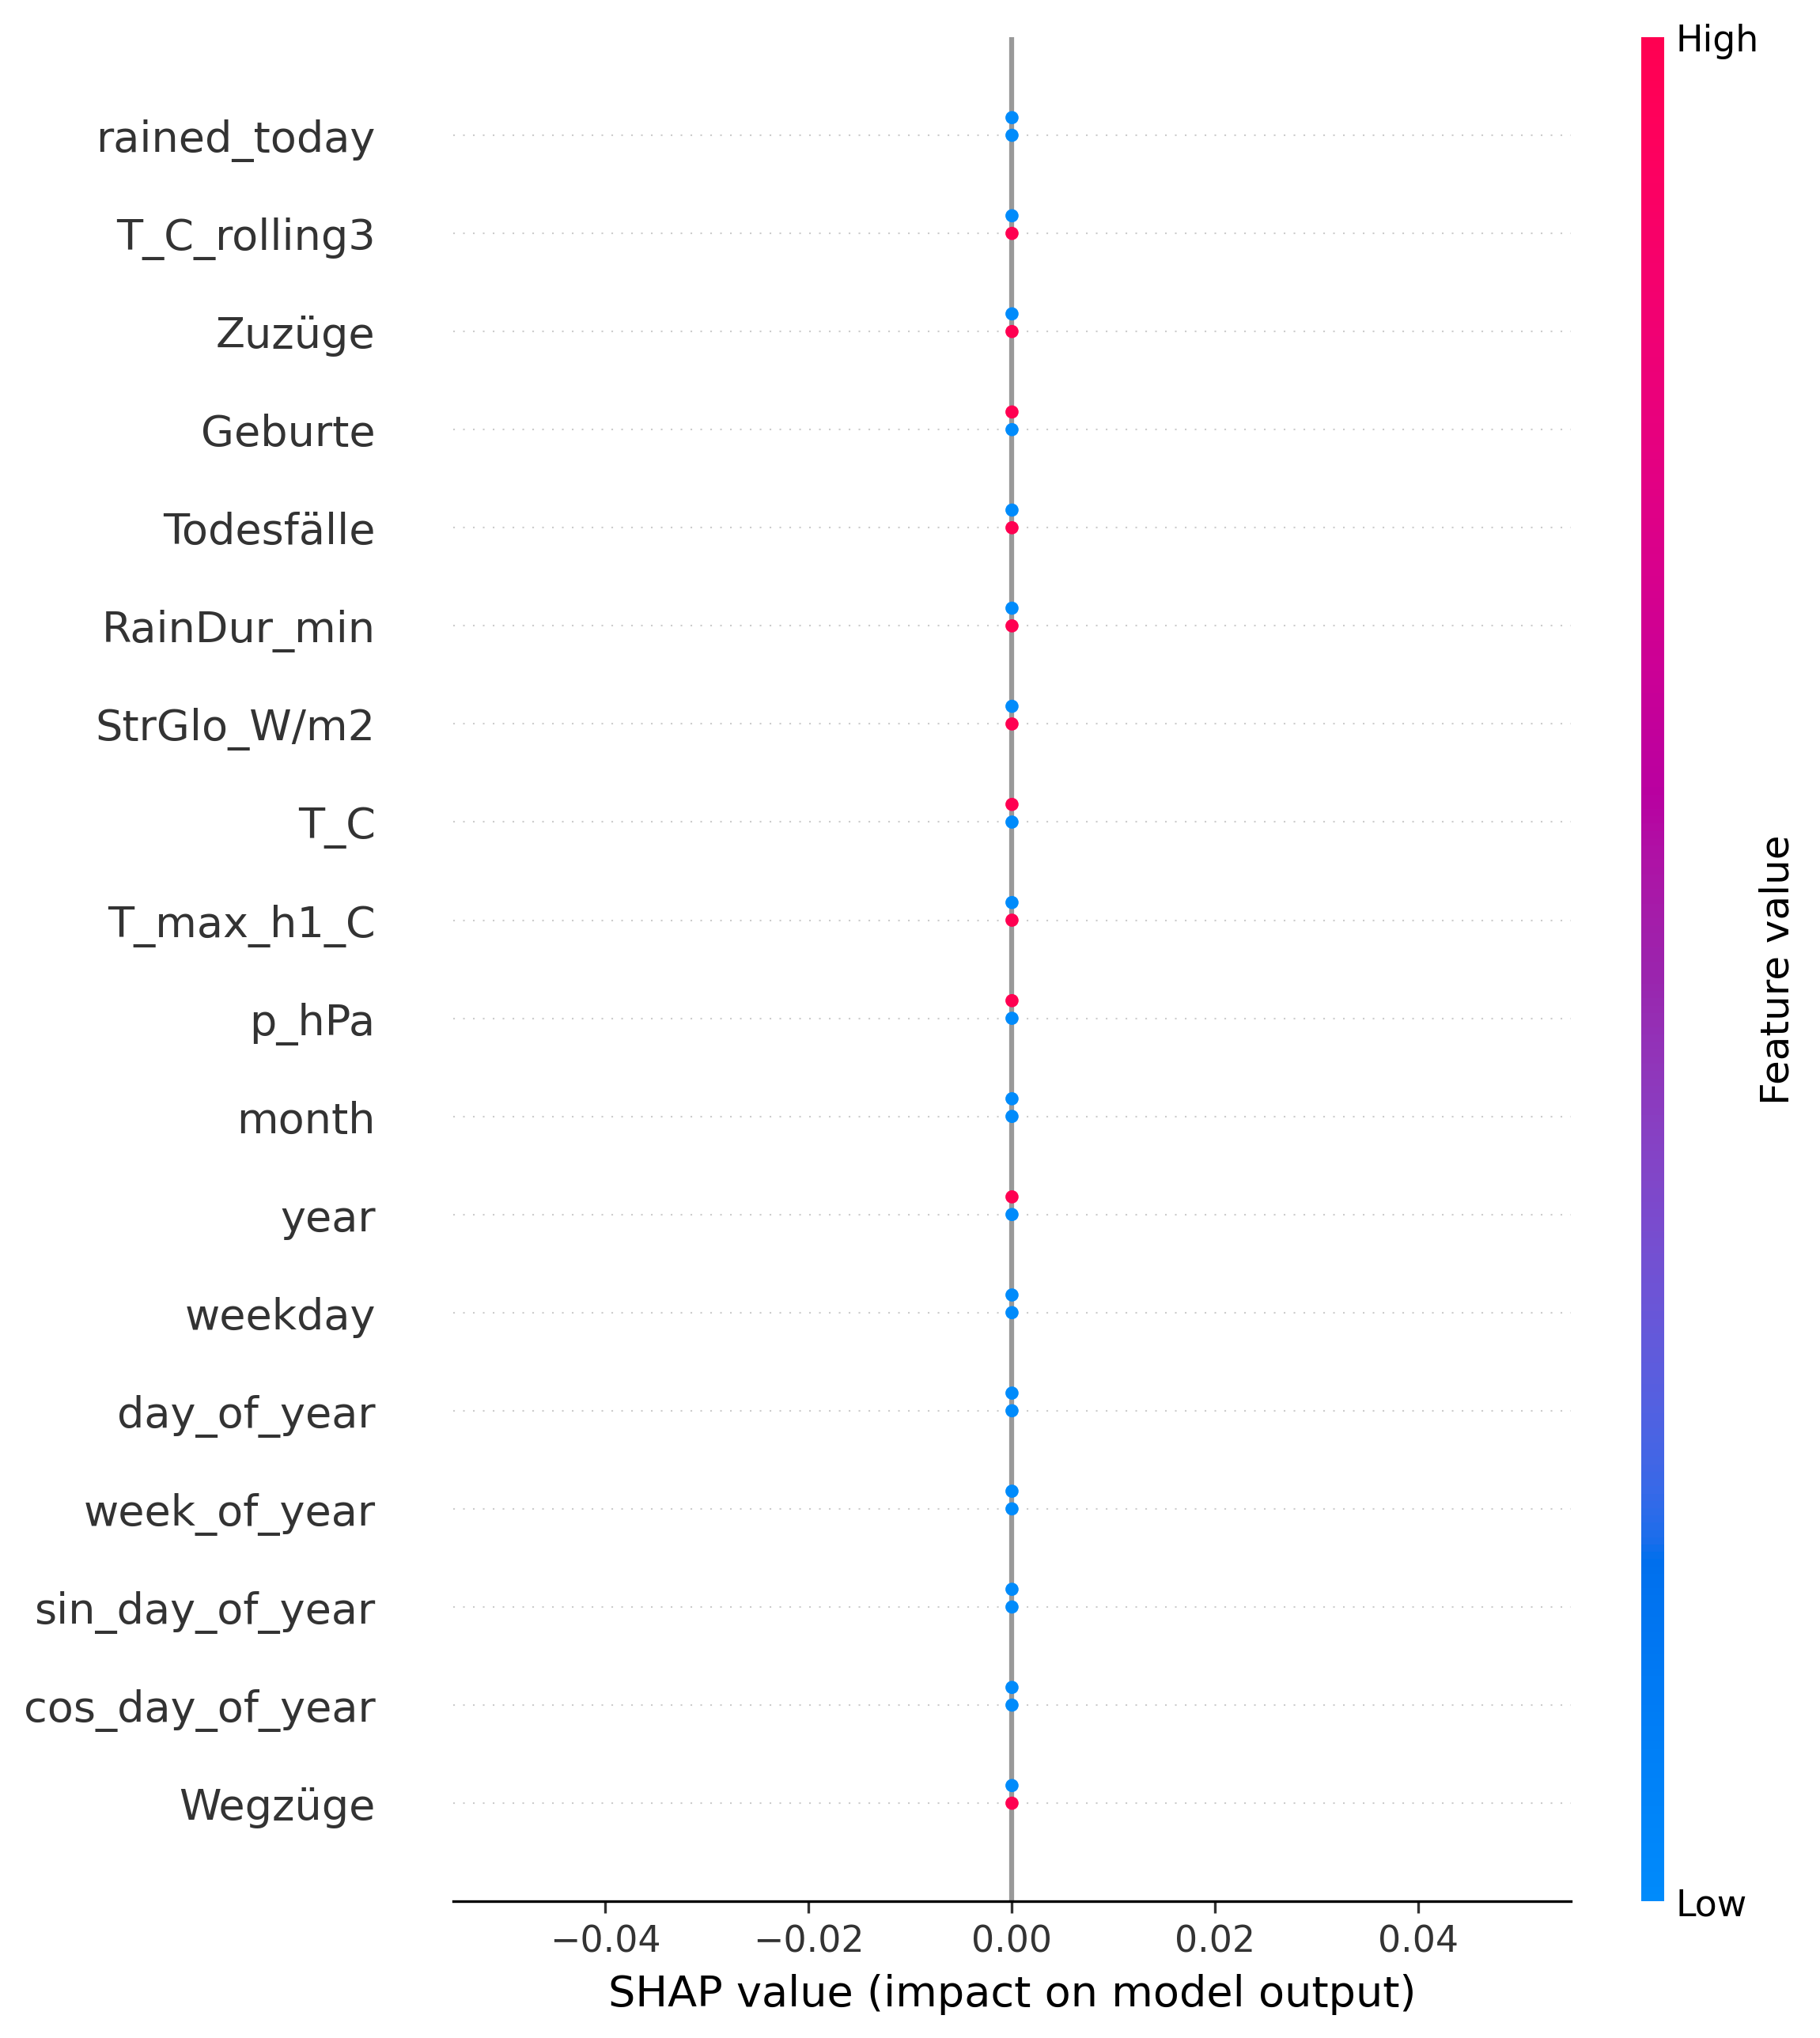 High
rained_today
T_C_rolling3
Zuzüge
Geburte
Todesfälle
RainDur_min
StrGlo_W/m2
T_C
T_max_h1_C
p_hPa
month
year
weekday
day_of_year
week_of_year
sin_day_of_year
cos_day_of_year
Wegzüge
Feature value
Low
−0.04 −0.02 0.00 0.02 0.04
SHAP value (impact on model output)